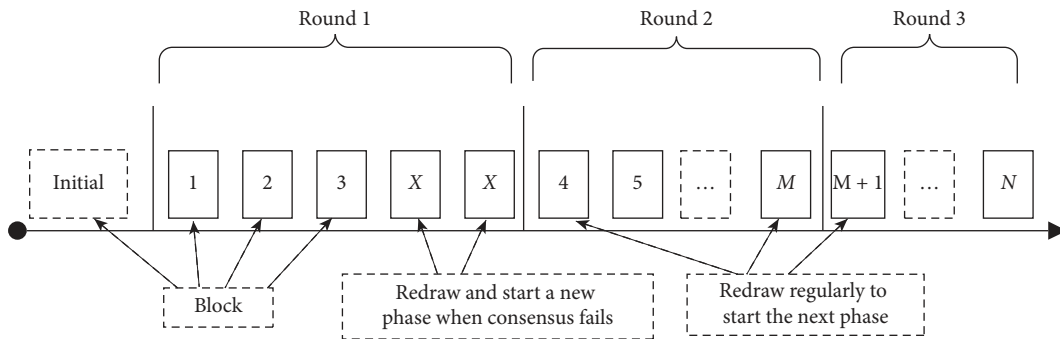 Round 1
Round 2
Round 3
Initial
1
2
3
X
X
4
5
...
M
M + 1
...
N
Block
Redraw and start a new
phase when consensus fails
Redraw regularly to
start the next phase